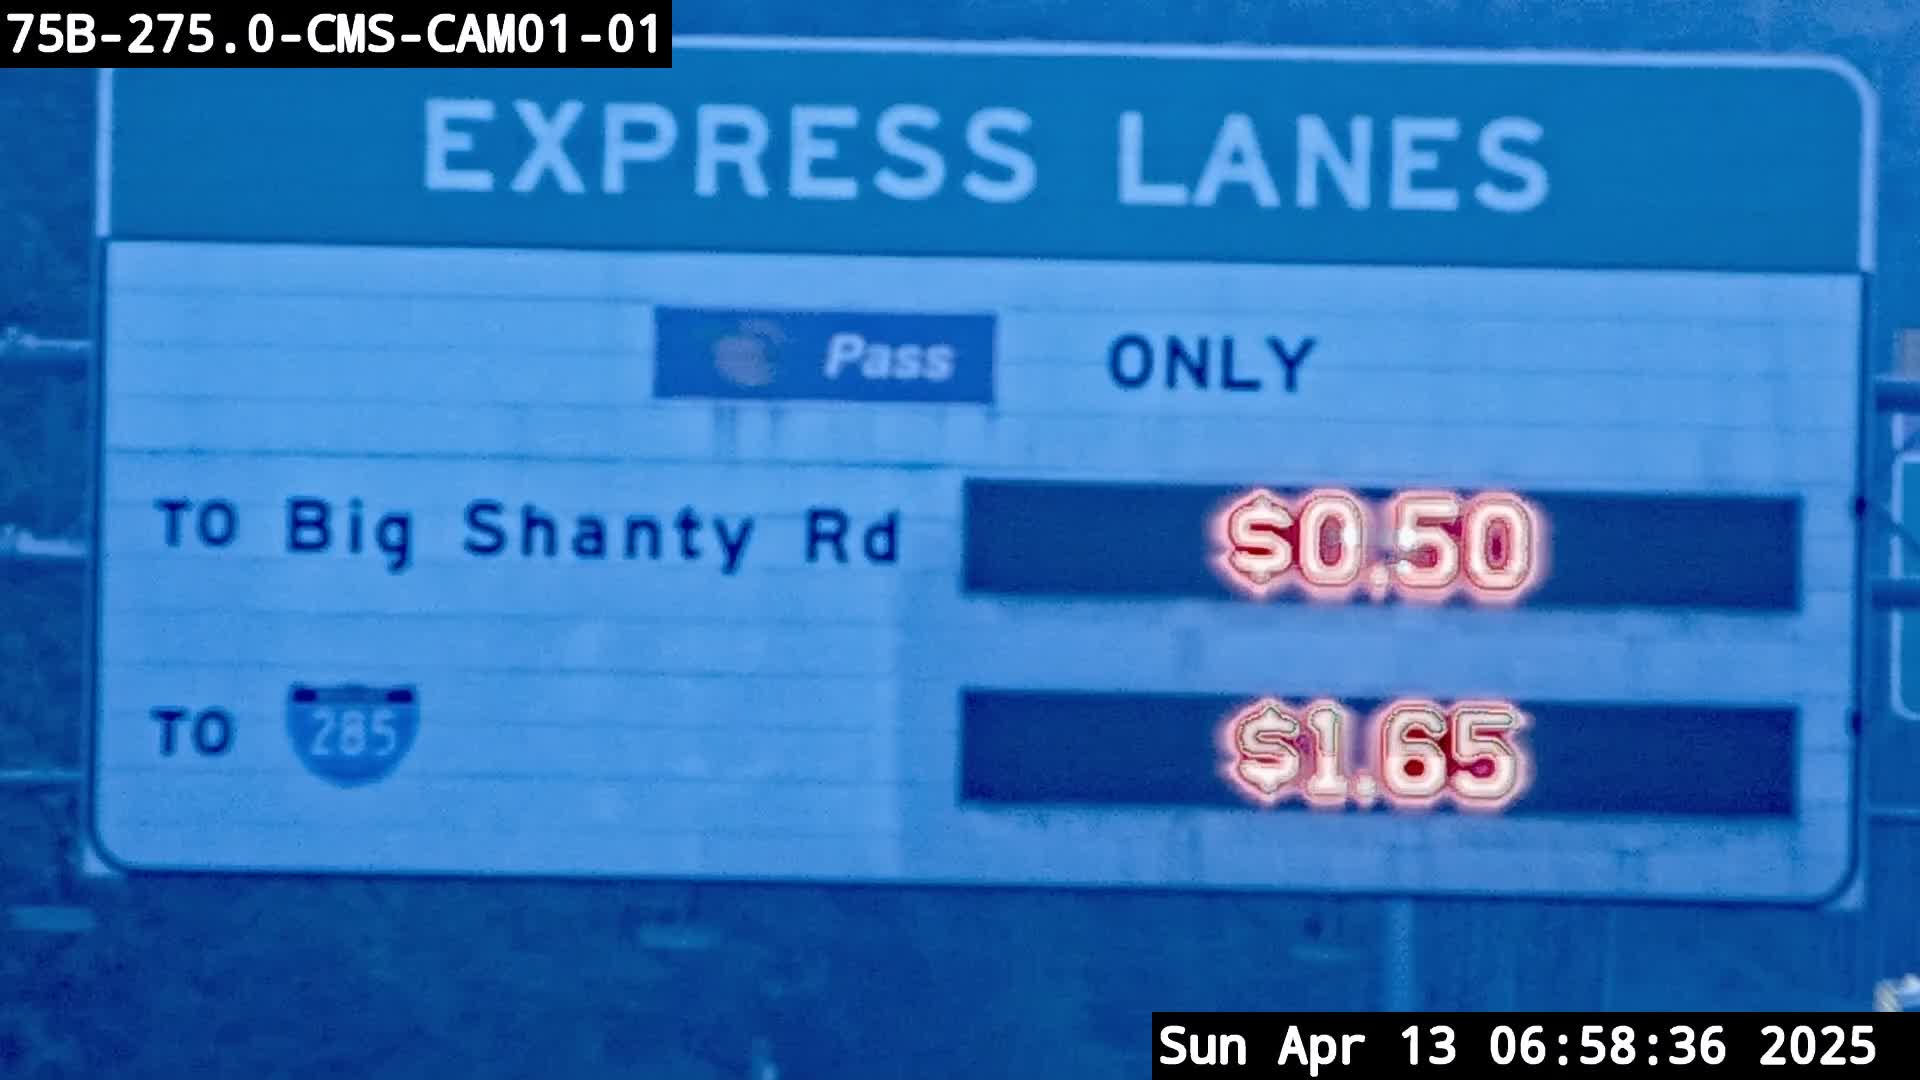 75B-275.0-CMS-CAM01-01
EXPRESS LANES
Pass ONLY
TO Big Shanty Rd $0.50
TO 285 $1.65
Sun Apr 13 06:58:36 2025